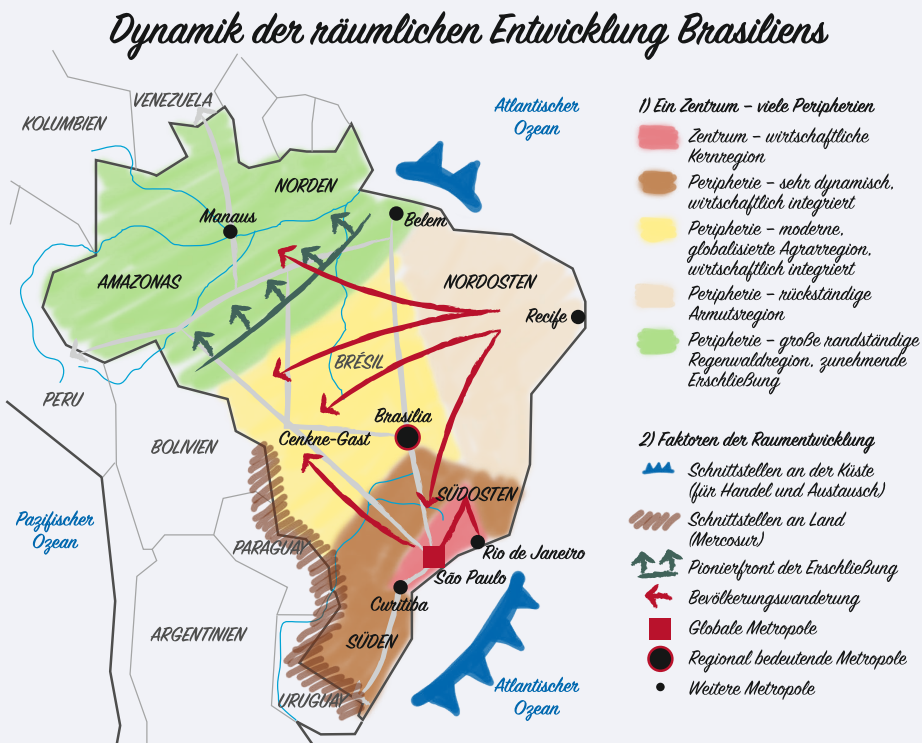 Dynamik der räumlichen Entwicklung Brasiliens
VENEZUELA
KOLUMBIEN
Atlantischer
Ozean
NORDEN
Manaus
Belem
AMAZONAS
NORDOSTEN
Recife
BRÉSIL
PERU
Brasilia
Cenkne-Gast
BOLIVIEN
SÜDOSTEN
Pazifischer
Ozean
PARAGUAY
Rio de Janeiro
São Paulo
Curitiba
ARGENTINIEN
SÜDEN
URUGUAY
Atlantischer
Ozean
1) Ein Zentrum – viele Peripherien
Zentrum – wirtschaftliche
Kernregion
Peripherie – sehr dynamisch,
wirtschaftlich integriert
Peripherie – moderne,
globalisierte Agrarregion,
wirtschaftlich integriert
Peripherie – rückständige
Armutsregion
Peripherie – große randständige
Regenwaldregion, zunehmende
Erschließung
2) Faktoren der Raumentwicklung
Schnittstellen an der Küste
(für Handel und Austausch)
Schnittstellen an Land
(Mercosur)
Pionierfront der Erschließung
Bevölkerungswanderung
Globale Metropole
Regional bedeutende Metropole
Weitere Metropole